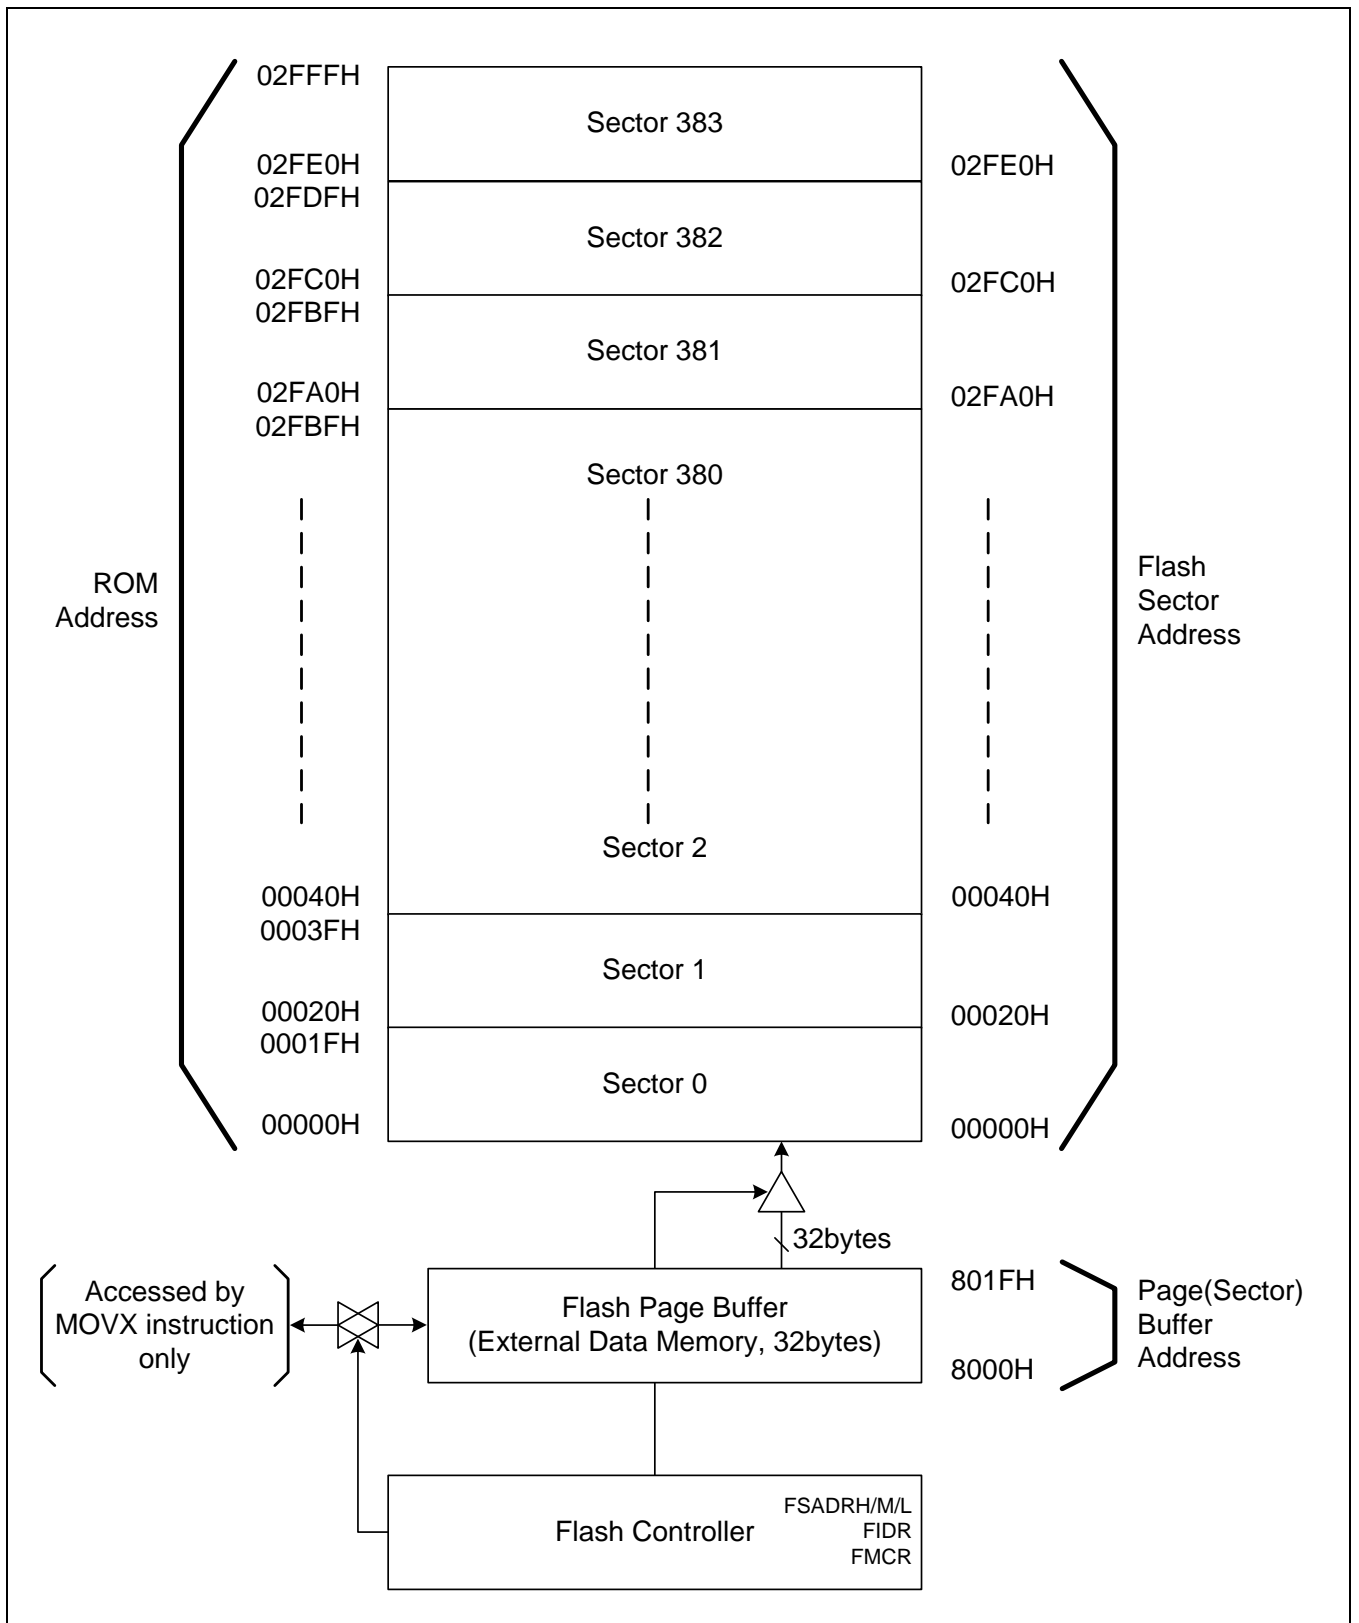 02FFFH
Sector 383
02FE0H
02FE0H
02FDFH
Sector 382
02FC0H
02FC0H
02FBFH
Sector 381
02FA0H
02FA0H
02FBFH
Sector 380
ROM
Address
Flash
Sector
Address
Sector 2
00040H
00040H
0003FH
Sector 1
00020H
00020H
0001FH
Sector 0
00000H
00000H
32bytes
Accessed by
MOVX instruction
only
Flash Page Buffer
(External Data Memory, 32bytes)
801FH
8000H
Page(Sector)
Buffer
Address
Flash Controller
FSADRH/M/L
FIDR
FMCR